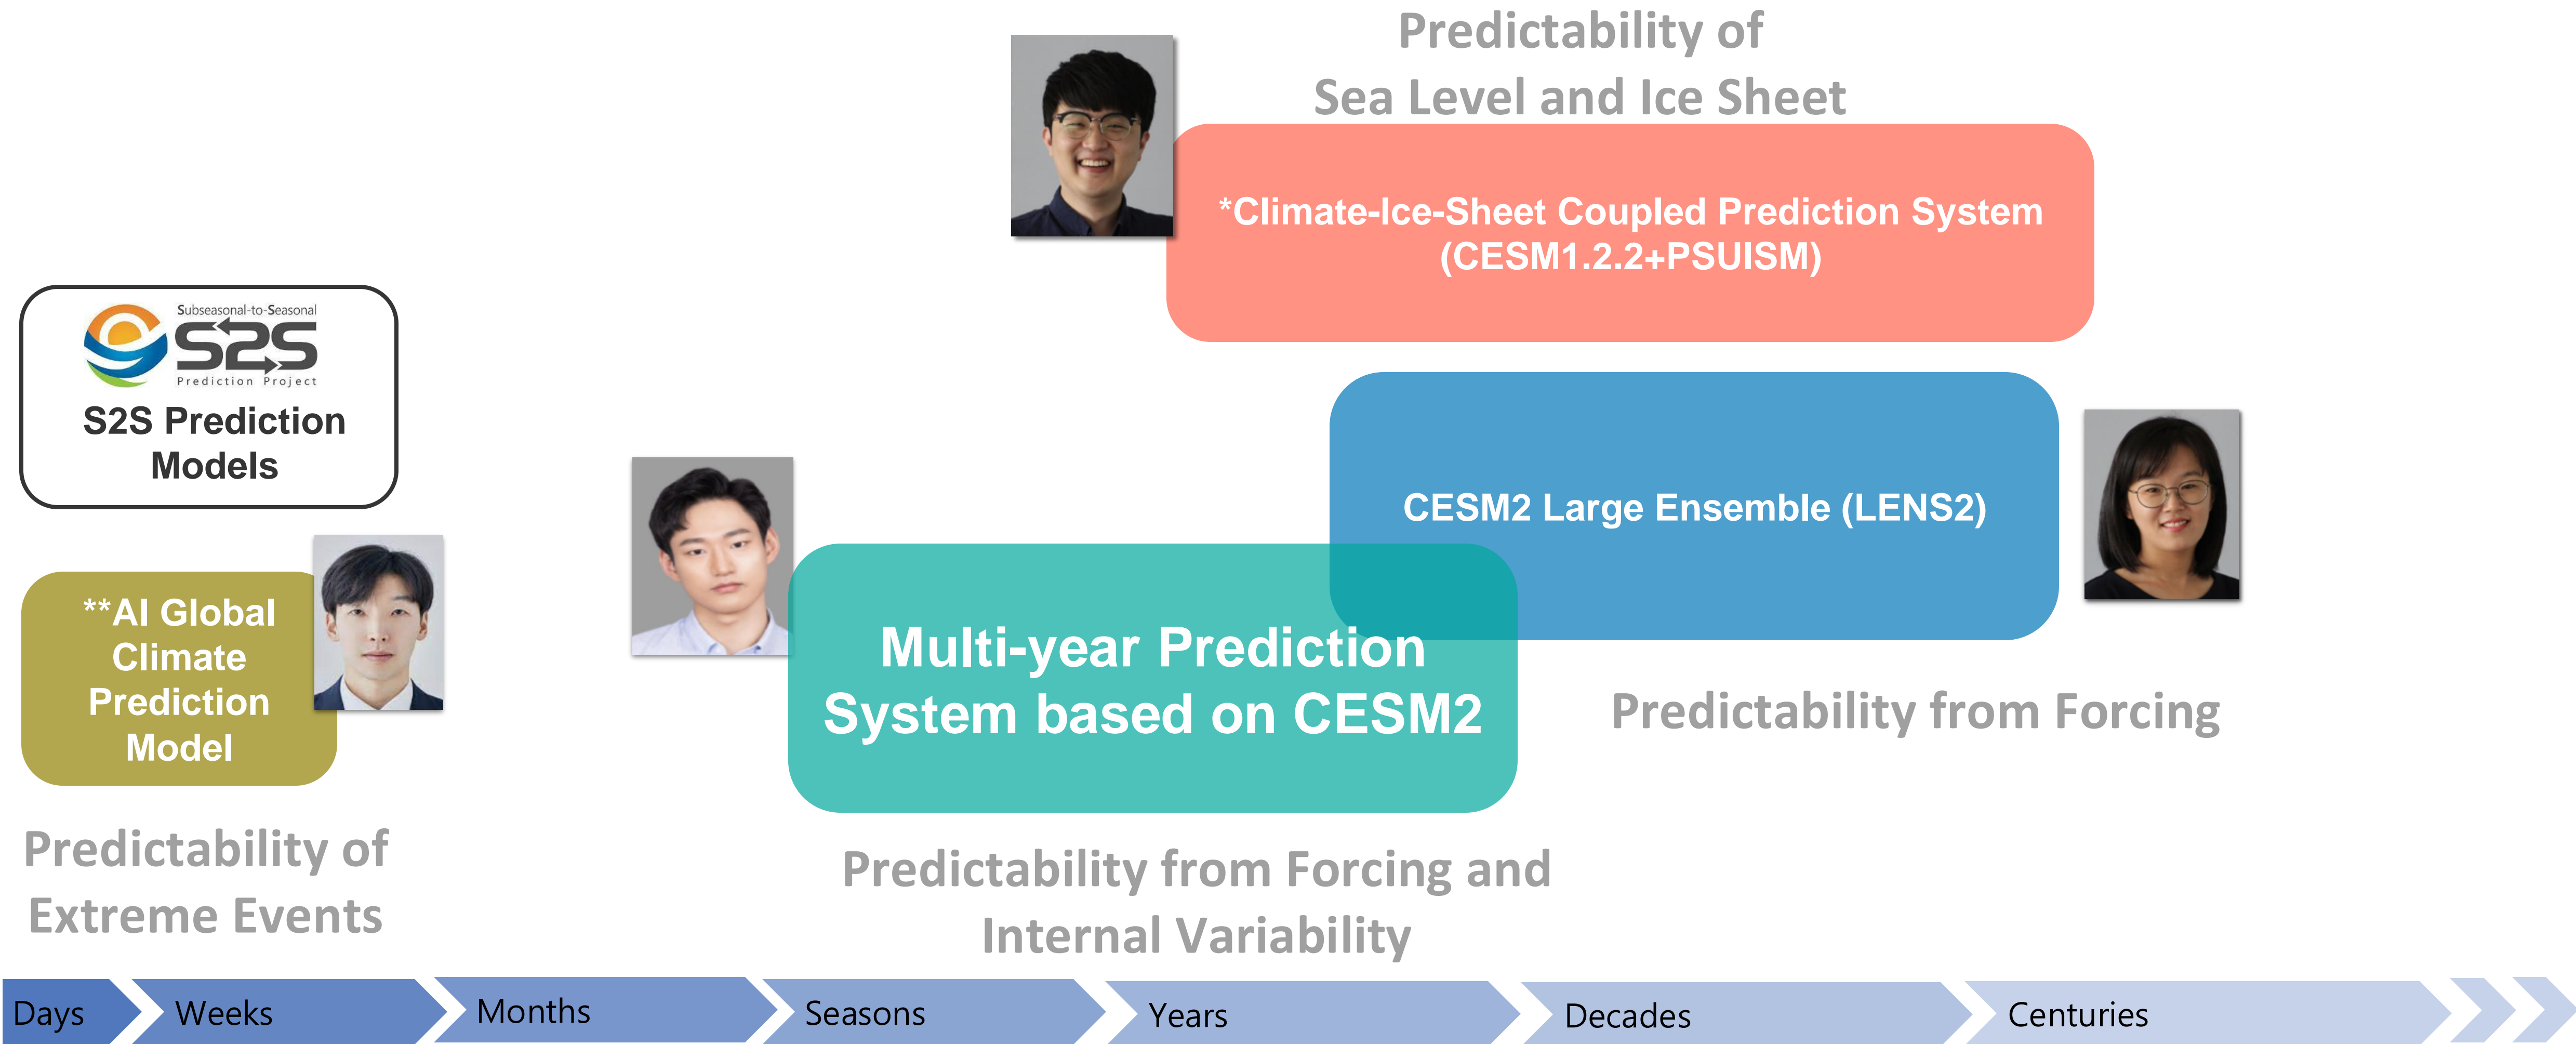 Predictability of
Sea Level and Ice Sheet
*Climate-Ice-Sheet Coupled Prediction System
(CESM1.2.2+PSUISM)
Subseasonal-to-Seasonal
S2S
Prediction Project
S2S Prediction
Models
CESM2 Large Ensemble (LENS2)
**AI Global
Climate
Prediction
Model
Multi-year Prediction
System based on CESM2
Predictability from Forcing
Predictability of
Extreme Events
Predictability from Forcing and
Internal Variability
Days
Weeks
Months
Seasons
Years
Decades
Centuries